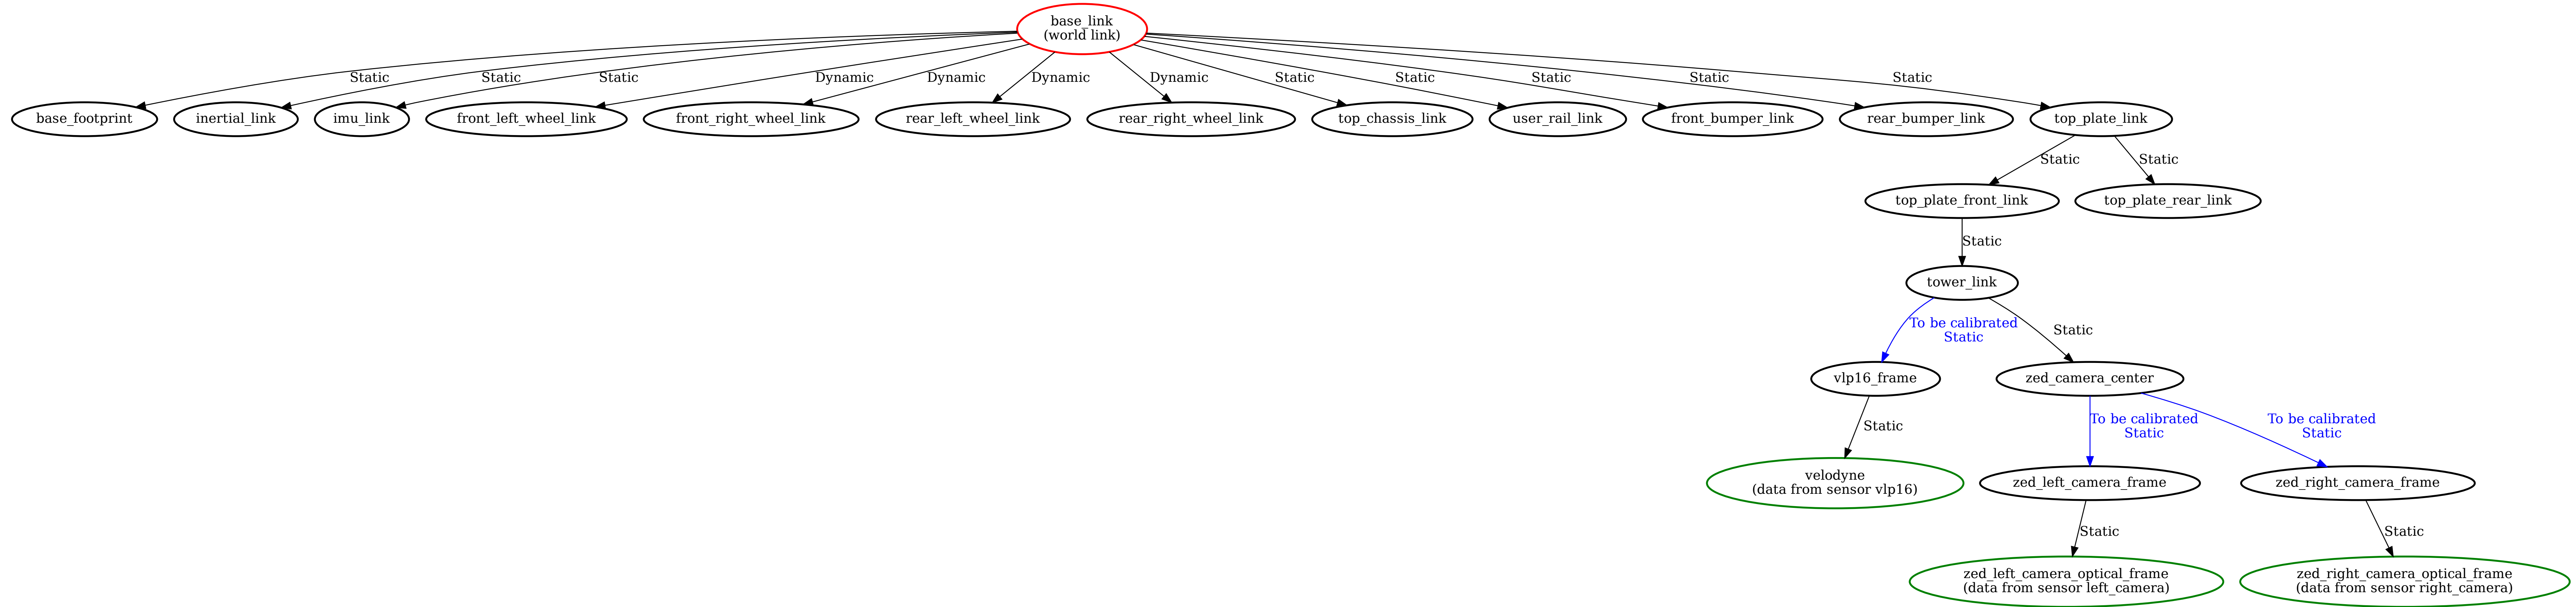 base_link
(world link)
Static
Static
Static
Dynamic
Dynamic
Dynamic
Dynamic
Static
Static
Static
Static
Static
base_footprint
inertial_link
imu_link
front_left_wheel_link
front_right_wheel_link
rear_left_wheel_link
rear_right_wheel_link
top_chassis_link
user_rail_link
front_bumper_link
rear_bumper_link
top_plate_link
Static
Static
top_plate_front_link
top_plate_rear_link
Static
tower_link
To be calibrated
Static
Static
vlp16_frame
zed_camera_center
Static
To be calibrated
Static
To be calibrated
Static
velodyne
(data from sensor vlp16)
zed_left_camera_frame
zed_right_camera_frame
Static
Static
zed_left_camera_optical_frame
(data from sensor left_camera)
zed_right_camera_optical_frame
(data from sensor right_camera)